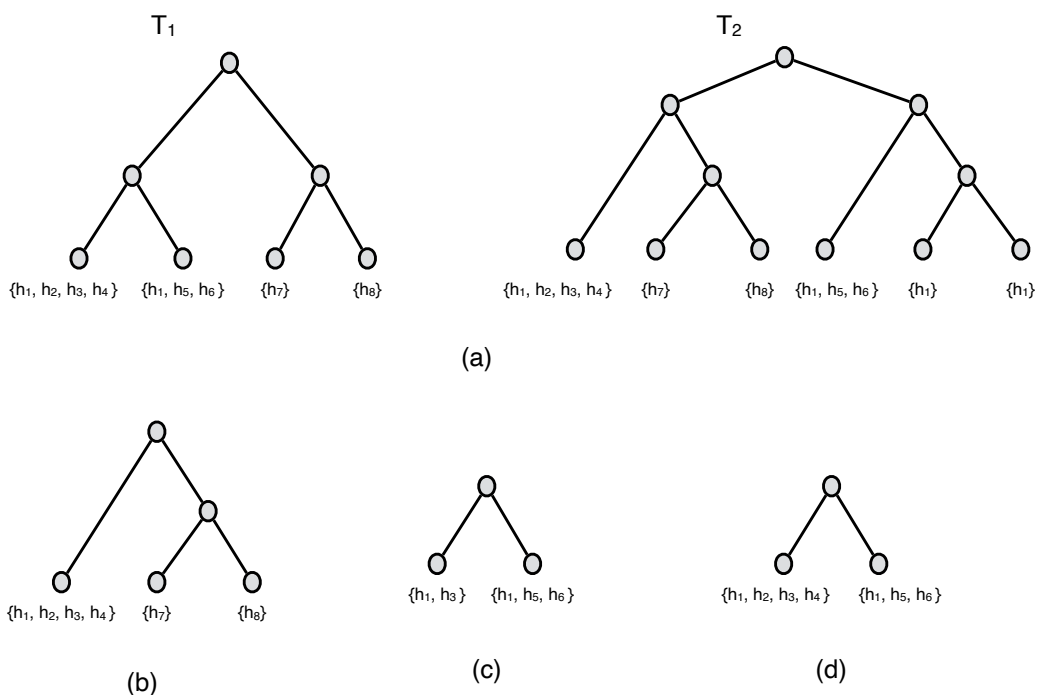 T₁ T₂
{h₁, h₂, h₃, h₄} {h₁, h₅, h₆} {h₇} {h₈} {h₁, h₂, h₃, h₄} {h₇} {h₈} {h₁, h₅, h₆} {h₁} {h₁}
(a)
{h₁, h₂, h₃, h₄} {h₇} {h₈} {h₁, h₃} {h₁, h₅, h₆} {h₁, h₂, h₃, h₄} {h₁, h₅, h₆}
(b) (c) (d)